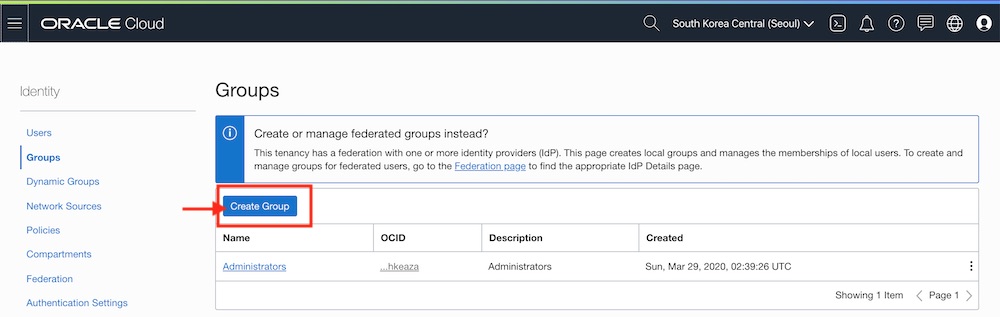 ORACLE Cloud
South Korea Central (Seoul)
Identity
Users
Groups
Dynamic Groups
Network Sources
Policies
Compartments
Federation
Authentication Settings
Groups
Create or manage federated groups instead?
This tenancy has a federation with one or more identity providers (IdP). This page creates local groups and manages the memberships of local users. To create and
manage groups for federated users, go to the Federation page to find the appropriate IdP Details page.
Create Group
Name OCID Description Created
Administrators ...hkeaza Administrators Sun, Mar 29, 2020, 02:39:26 UTC
Showing 1 Item < Page 1 >